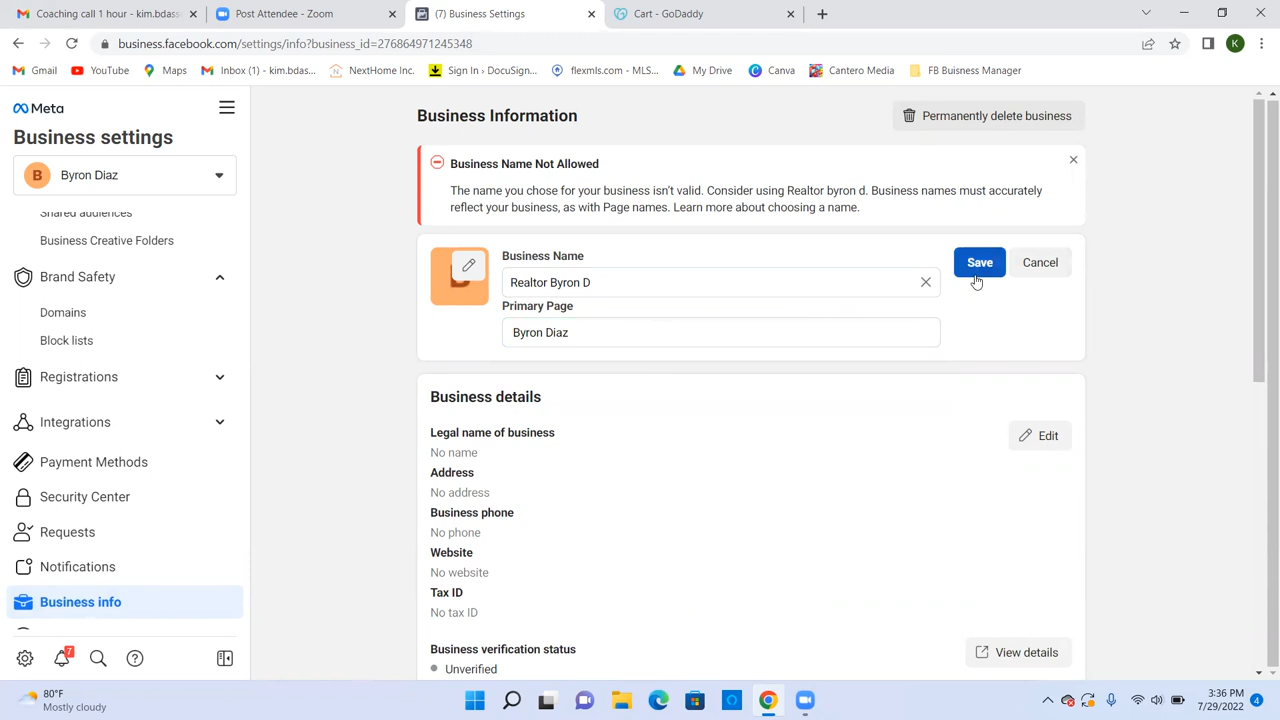 Coaching call 1 hour - kim.bdass
Post Attendee - Zoom
(7) Business Settings
Cart - GoDaddy
business.facebook.com/settings/info?business_id=276864971245348
K
Gmail
YouTube
Maps
Inbox (1) - kim.bdas...
NextHome Inc.
Sign In › DocuSign...
flexmls.com - MLS...
My Drive
Canva
Cantero Media
FB Buisness Manager
Meta
Business settings
B Byron Diaz
Shared audiences
Business Creative Folders
Brand Safety
Domains
Block lists
Registrations
Integrations
Payment Methods
Security Center
Requests
Notifications
Business info
7
Business Information
Permanently delete business
Business Name Not Allowed
The name you chose for your business isn't valid. Consider using Realtor byron d. Business names must accurately
reflect your business, as with Page names. Learn more about choosing a name.
Business Name
Realtor Byron D
Save
Cancel
Primary Page
Byron Diaz
Business details
Legal name of business
Edit
No name
Address
No address
Business phone
No phone
Website
No website
Tax ID
No tax ID
Business verification status
View details
Unverified
80°F
Mostly cloudy
3:36 PM
7/29/2022
4